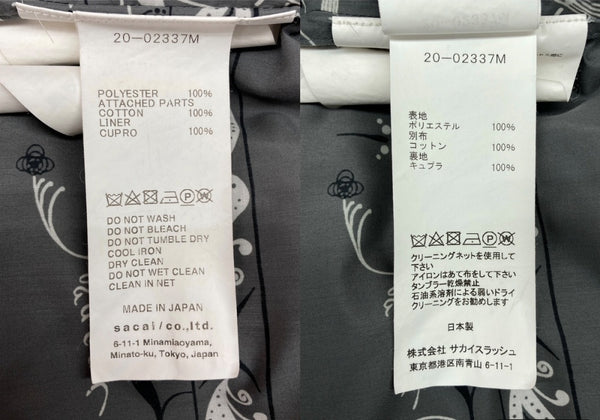 20-02337M
POLYESTER 100%
ATTACHED PARTS
COTTON 100%
LINER
CUPRO 100%
DO NOT WASH
DO NOT BLEACH
DO NOT TUMBLE DRY
COOL IRON
DRY CLEAN
DO NOT WET CLEAN
CLEAN IN NET
MADE IN JAPAN
sacai/co.,ltd.
6-11-1 Minamiaoyama,
Minato-ku, Tokyo, Japan
20-02337M
表地
ポリエステル 100%
別布
コットン 100%
裏地
キュプラ 100%
クリーニングネットを使用して
下さい
アイロンはあて布をして下さい
タンブラー乾燥禁止
石油系溶剤による弱いドライ
クリーニングをお勧めします
日本製
株式会社 サカイスラッシュ
東京都港区南青山 6-11-1